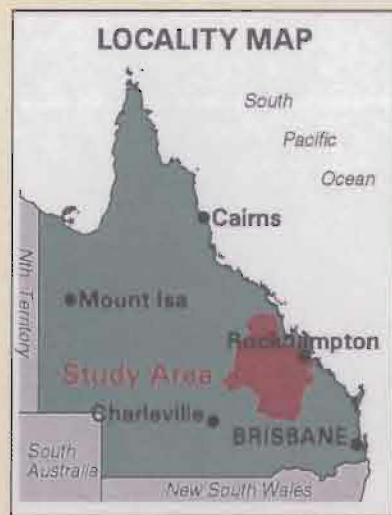 LOCALITY MAP
South
Pacific
Ocean
Cairns
Nth Territory
Mount Isa
Rockhampton
Study Area
Charleville
BRISBANE
South
Australia
New South Wales